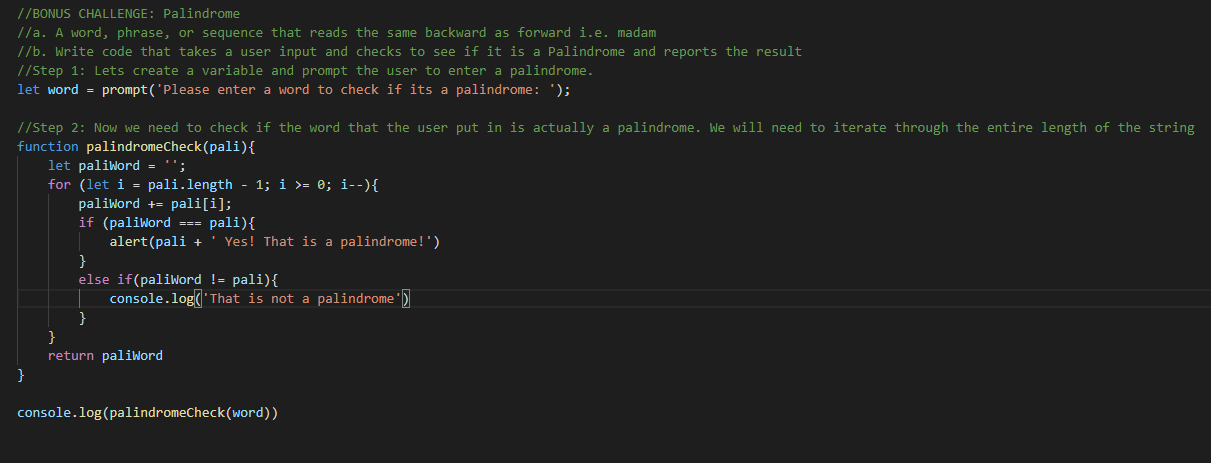 //BONUS CHALLENGE: Palindrome
//a. A word, phrase, or sequence that reads the same backward as forward i.e. madam
//b. Write code that takes a user input and checks to see if it is a Palindrome and reports the result
//Step 1: Lets create a variable and prompt the user to enter a palindrome.
let word = prompt('Please enter a word to check if its a palindrome: ');
//Step 2: Now we need to check if the word that the user put in is actually a palindrome. We will need to iterate through the entire length of the string
function palindromeCheck(pali){
    let paliWord = '';
    for (let i = pali.length - 1; i >= 0; i--){
        paliWord += pali[i];
        if (paliWord === pali){
            alert(pali + ' Yes! That is a palindrome!')
        }
        else if(paliWord != pali){
            console.log('That is not a palindrome')
        }
    }
    return paliWord
}
console.log(palindromeCheck(word))